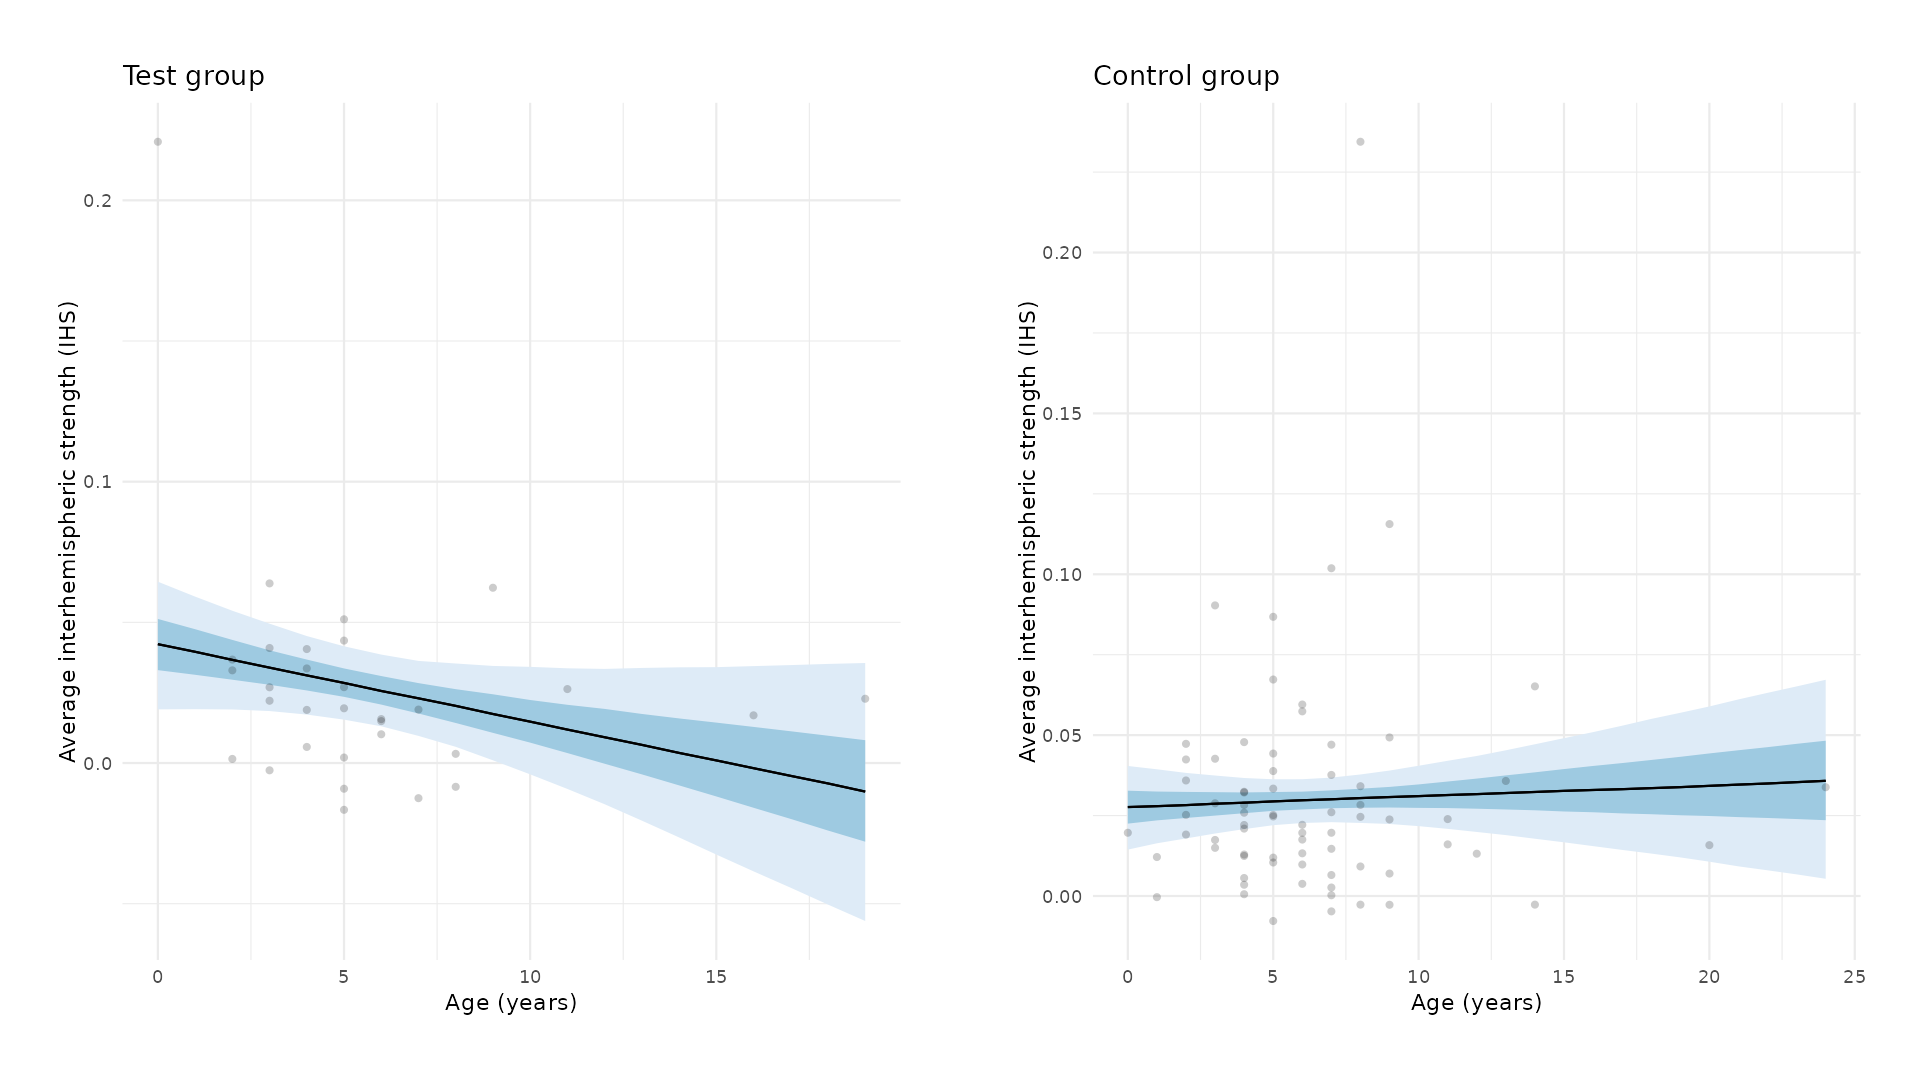 Test group
Average interhemispheric strength (IHS)
0.2
0.1
0.0
0 5 10 15
Age (years)
Control group
Average interhemispheric strength (IHS)
0.20
0.15
0.10
0.05
0.00
0 5 10 15 20 25
Age (years)